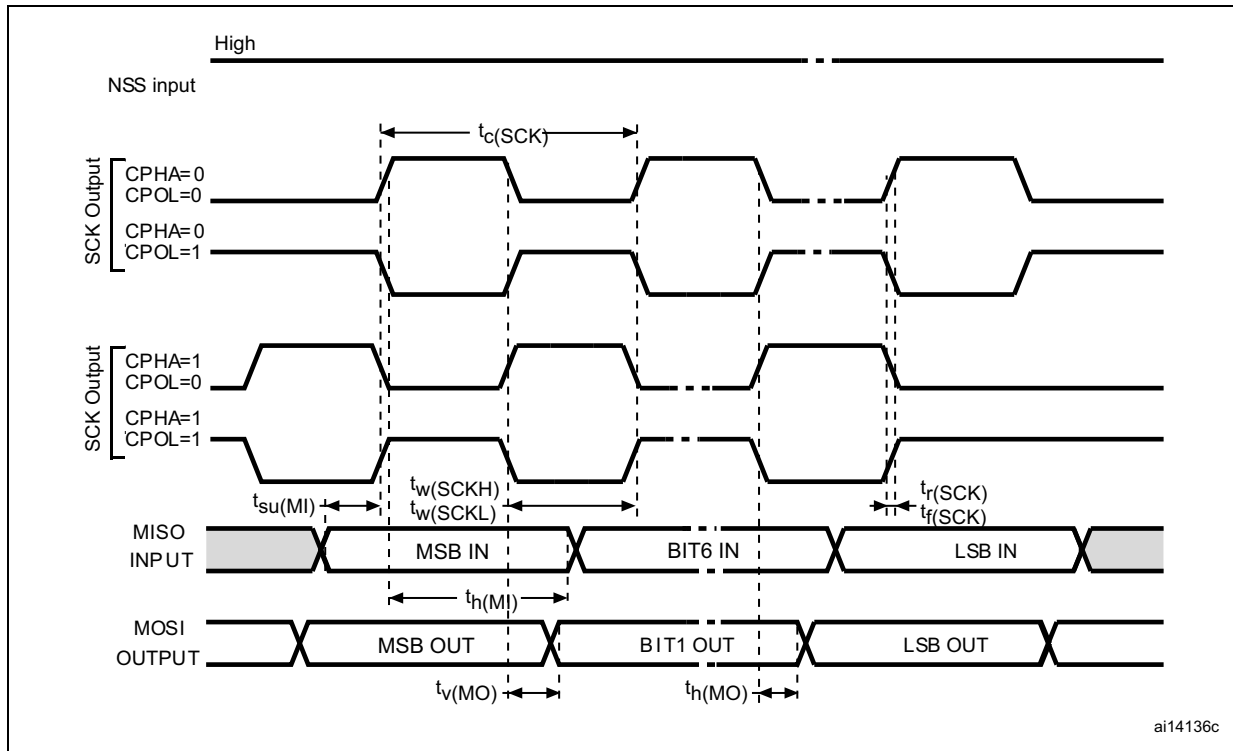 High
NSS input
tc(SCK)
SCK Output
CPHA=0
CPOL=0
CPHA=0
CPOL=1
SCK Output
CPHA=1
CPOL=0
CPHA=1
CPOL=1
tsu(MI)
tw(SCKH)
tw(SCKL)
tr(SCK)
tf(SCK)
MISO
INPUT
MSB IN
BIT6 IN
LSB IN
th(MI)
MOSI
OUTPUT
MSB OUT
BIT1 OUT
LSB OUT
tv(MO)
th(MO)
ai14136c